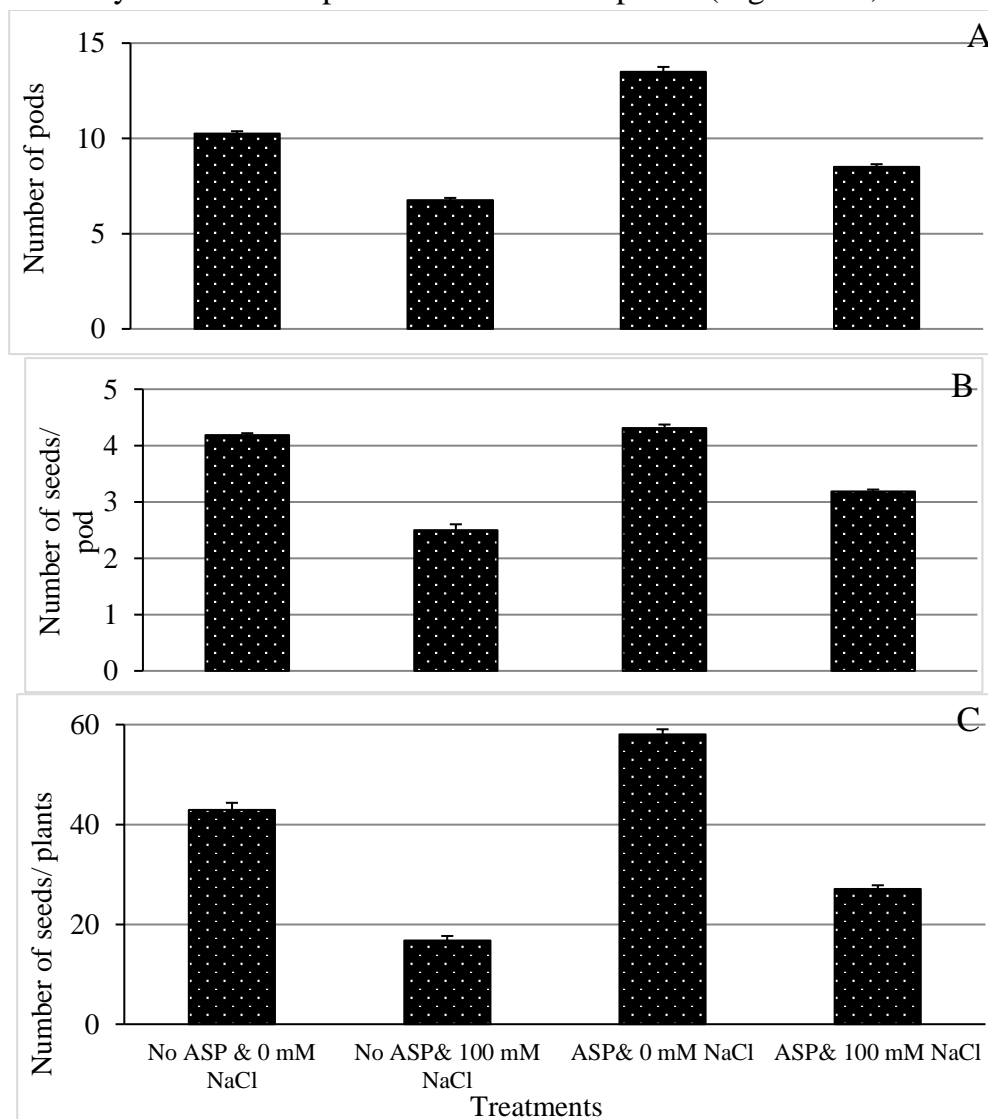 A
Number of pods
15
10
5
0
B
Number of seeds/
pod
5
4
3
2
1
0
C
Number of seeds/ plants
60
40
20
0
No ASP & 0 mM
NaCl
No ASP& 100 mM
NaCl
ASP& 0 mM NaCl
ASP& 100 mM NaCl
Treatments